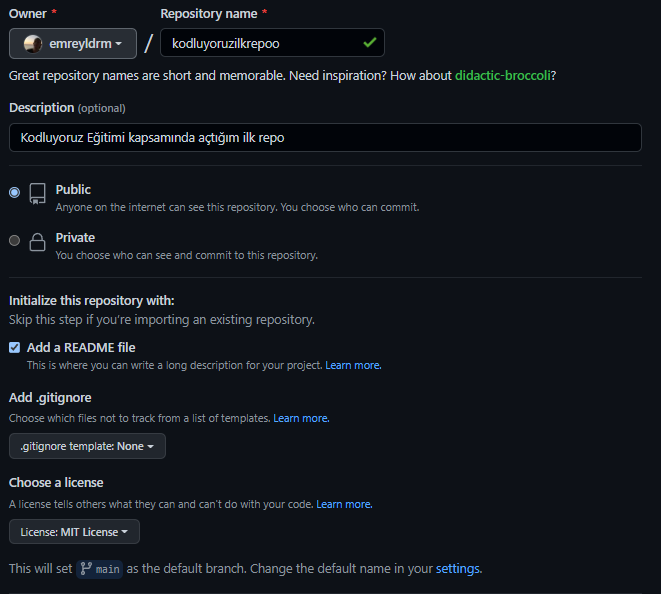 Owner * Repository name *
emreyldrm / kodluyoruzilkrepoo
Great repository names are short and memorable. Need inspiration? How about didactic-broccoli?
Description (optional)
Kodluyoruz Eğitimi kapsamında açtığım ilk repo
Public
Anyone on the internet can see this repository. You choose who can commit.
Private
You choose who can see and commit to this repository.
Initialize this repository with:
Skip this step if you're importing an existing repository.
Add a README file
This is where you can write a long description for your project. Learn more.
Add .gitignore
Choose which files not to track from a list of templates. Learn more.
.gitignore template: None
Choose a license
A license tells others what they can and can't do with your code. Learn more.
License: MIT License
This will set main as the default branch. Change the default name in your settings.